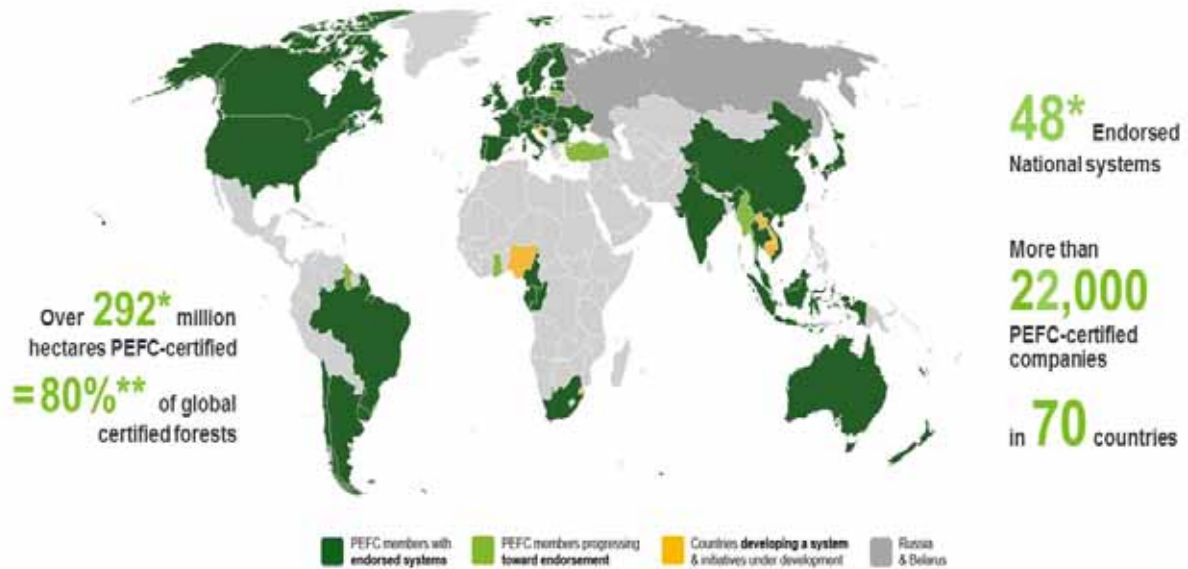 48* Endorsed
National systems
More than
22,000
PEFC-certified
companies
in 70 countries
Over 292* million
hectares PEFC-certified
=80%** of global
certified forests
PEFC members with
endorsed systems
PEFC members progressing
toward endorsement
Countries developing a system
& initiatives under development
Russia
& Belarus